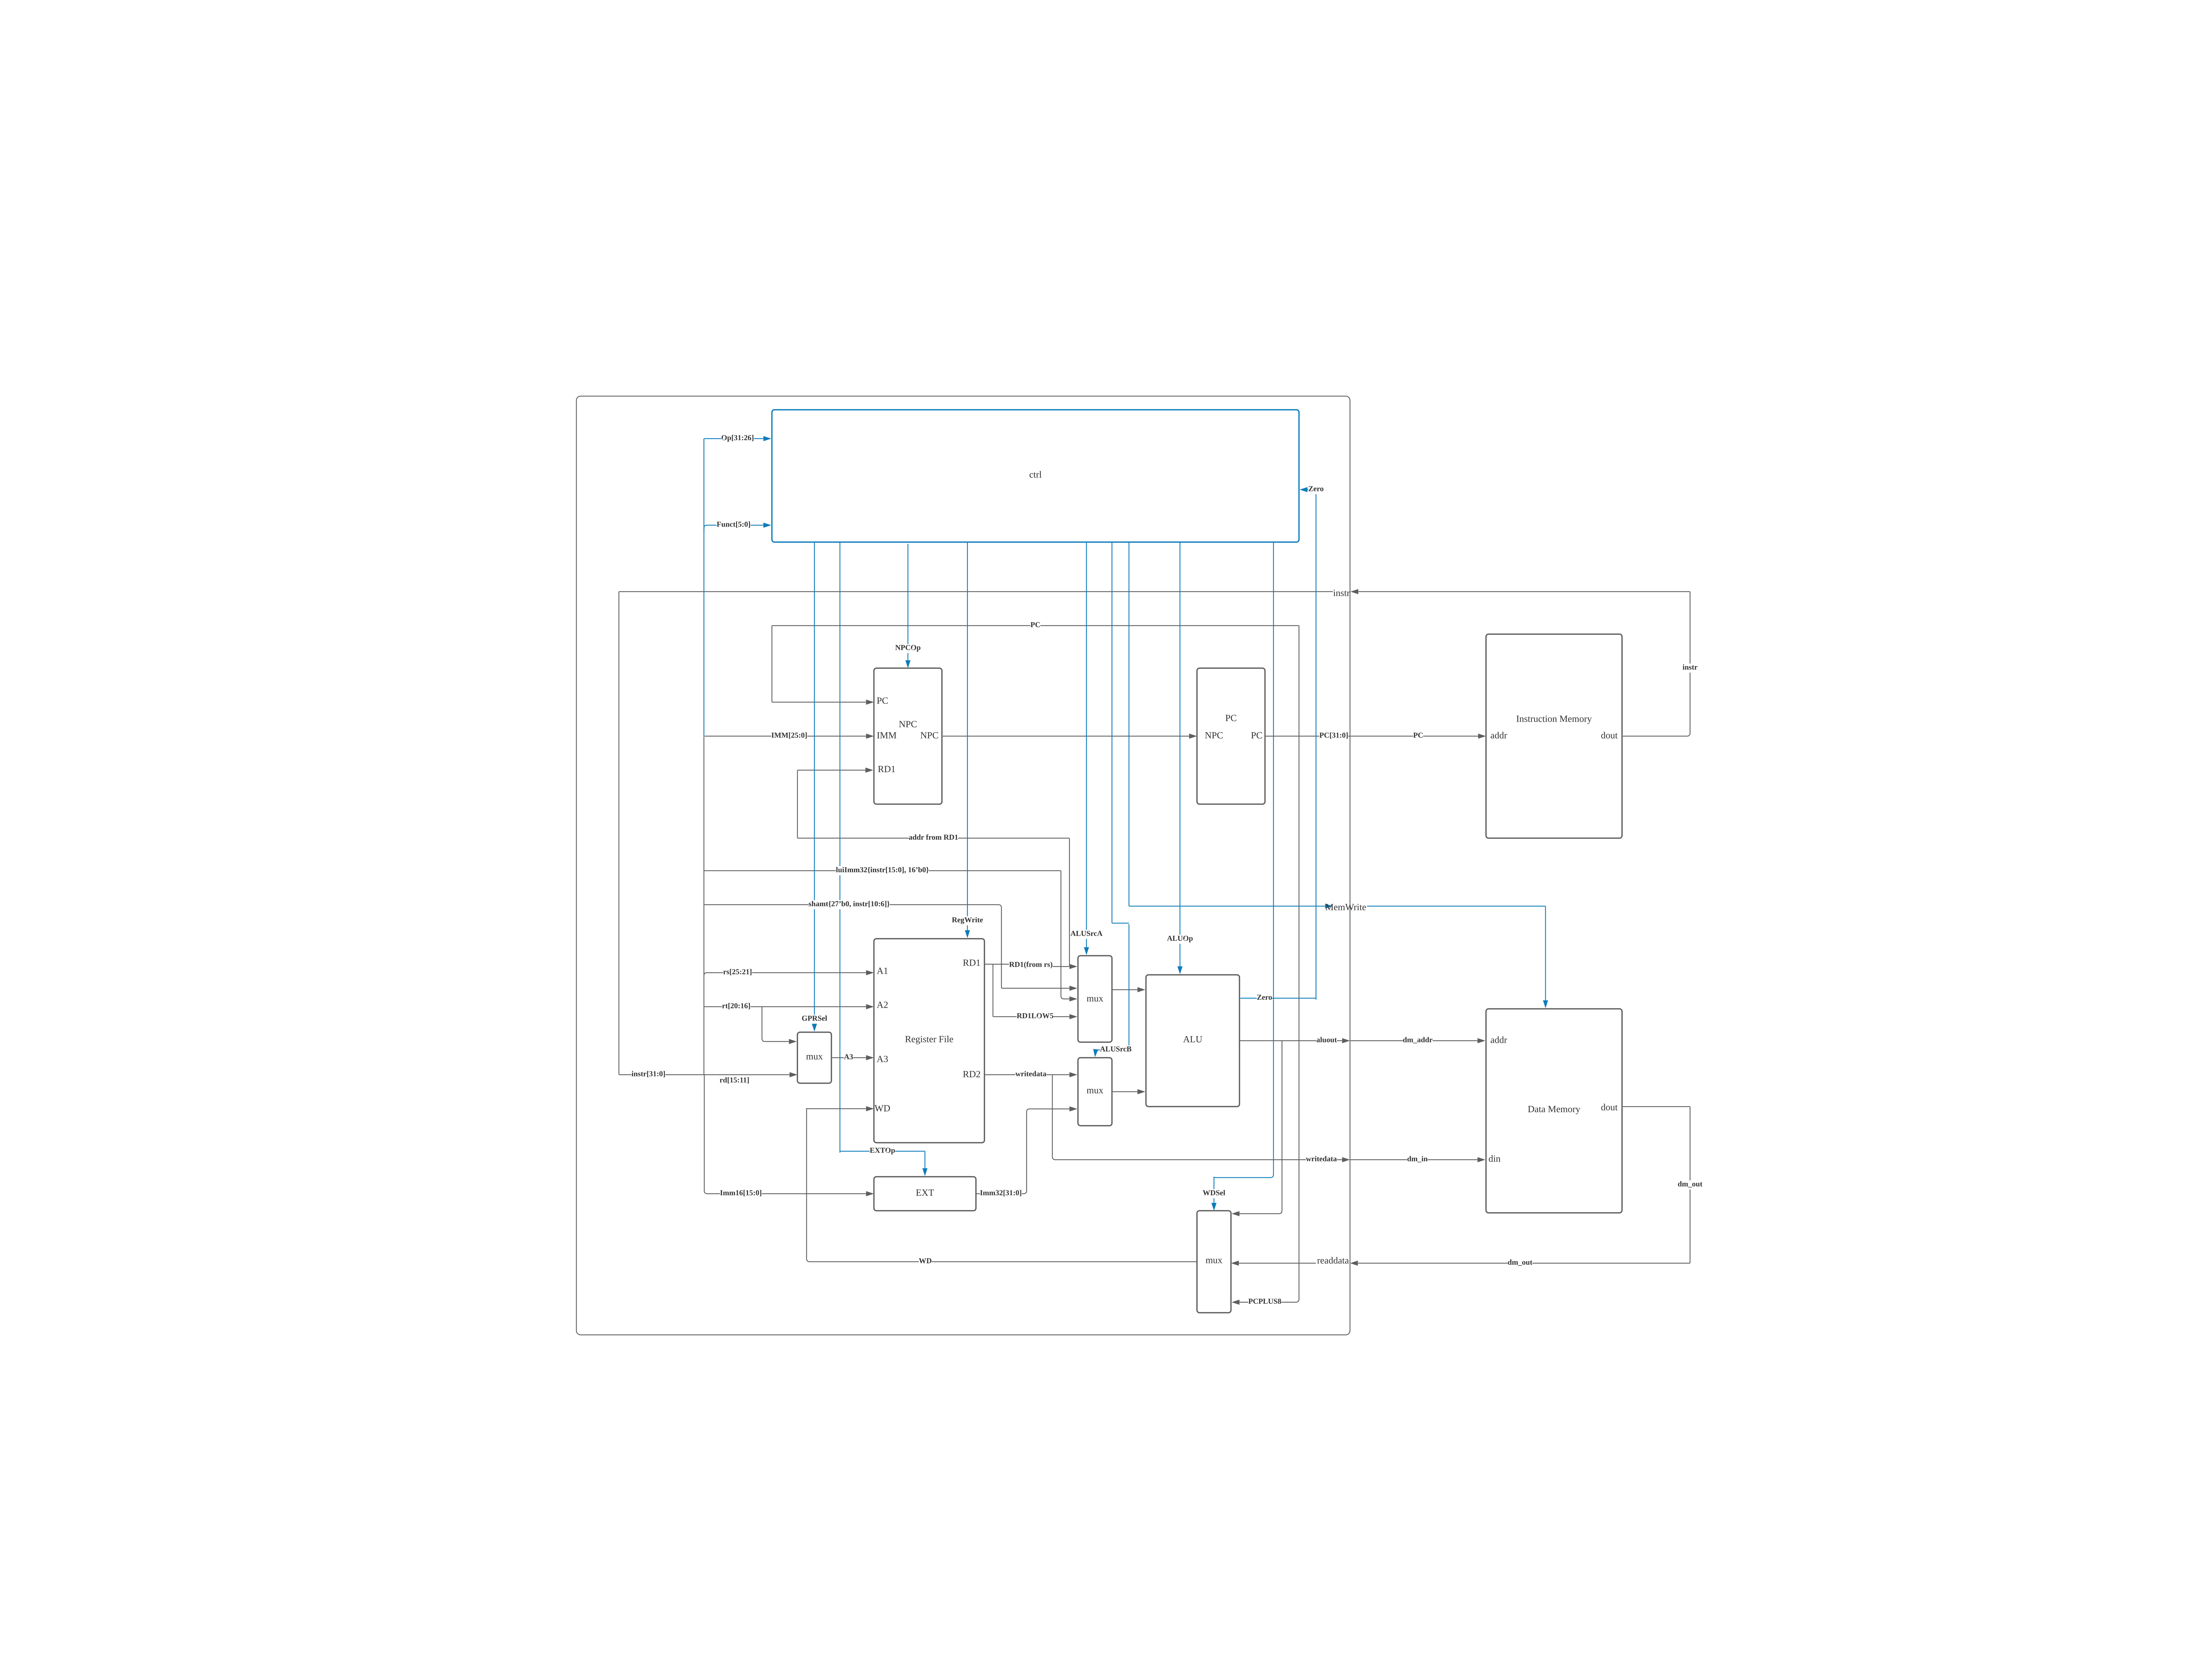 Op[31:26]
ctrl
Zero
Funct[5:0]
instr
PC
NPCOp
instr
PC
NPC
IMM[25:0]
IMM
NPC
RD1
PC
NPC
PC
PC[31:0]
PC
Instruction Memory
addr
dout
addr from RD1
luiImm32{instr[15:0], 16'b0}
shamt{27'b0, instr[10:6]}
MemWrite
RegWrite
ALUSrcA
ALUOp
rs[25:21]
A1
RD1
RD1(from rs)
rt[20:16]
A2
mux
Zero
GPRSel
RD1LOW5
Register File
ALU
aluout
dm_addr
addr
mux
A3
A3
ALUSrcB
instr[31:0]
rd[15:11]
RD2
writedata
mux
WD
Data Memory
dout
EXTOp
writedata
dm_in
din
dm_out
Imm16[15:0]
EXT
Imm32[31:0]
WDSel
WD
mux
readdata
dm_out
PCPLUS8